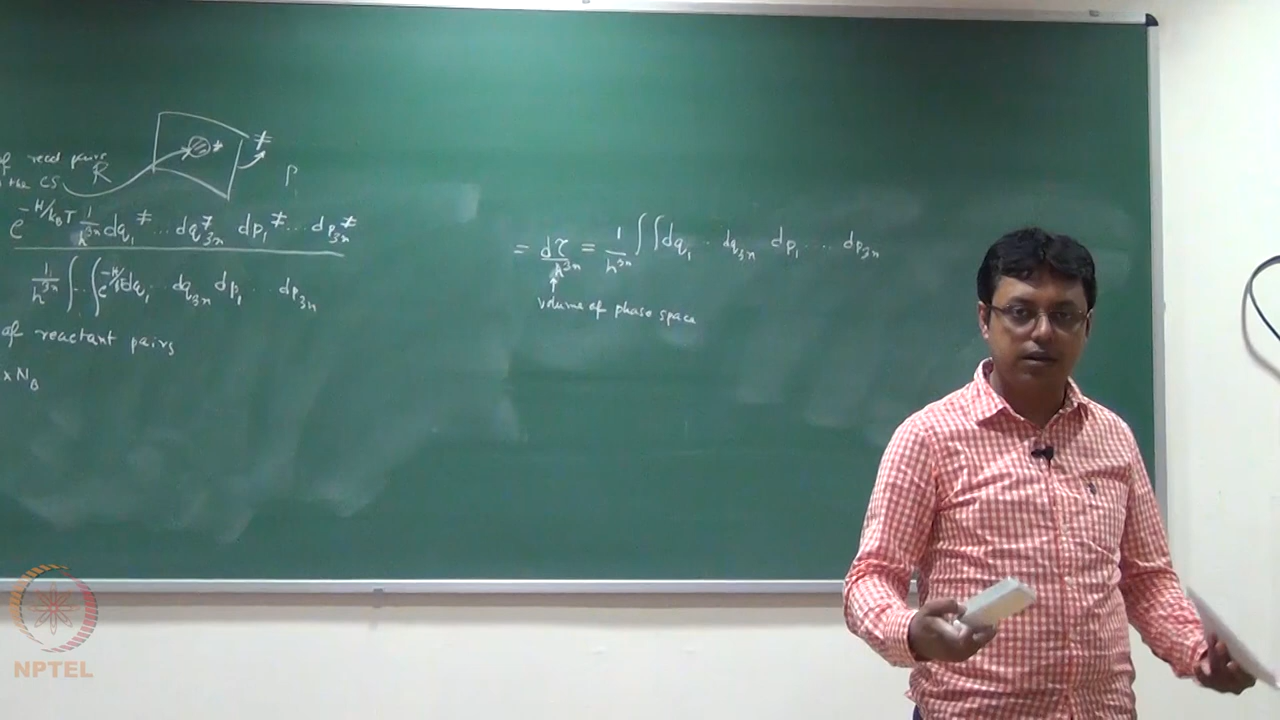 of reac pairs
the CS
R
≠
P
e^{-H/k_BT} 1/h^{3n} dq_1^≠ ... dq_{3n}^≠ dp_1^≠ ... dp_{3n}^≠
1/h^{3n} ∫...∫ dq_1 ... dq_{3n} dp_1 ... dp_{3n}
of reactant pairs
x N_B
= dτ/h^{3n} = 1/h^{3n} ∫∫ dq_1 .. dq_{3n} dp_1 .... dp_{3n}
volume of phase space
NPTEL